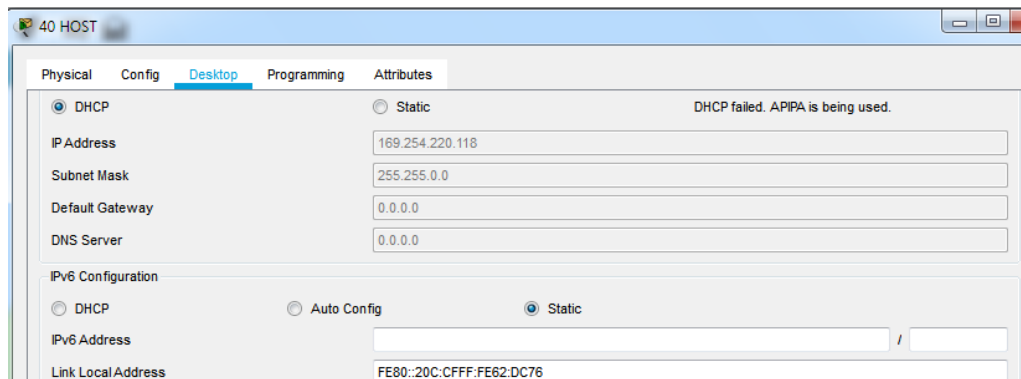 40 HOST
Physical Config Desktop Programming Attributes
DHCP Static DHCP failed. APIPA is being used.
IP Address 169.254.220.118
Subnet Mask 255.255.0.0
Default Gateway 0.0.0.0
DNS Server 0.0.0.0
IPv6 Configuration
DHCP Auto Config Static
IPv6 Address /
Link Local Address FE80::20C:CFFF:FE62:DC76